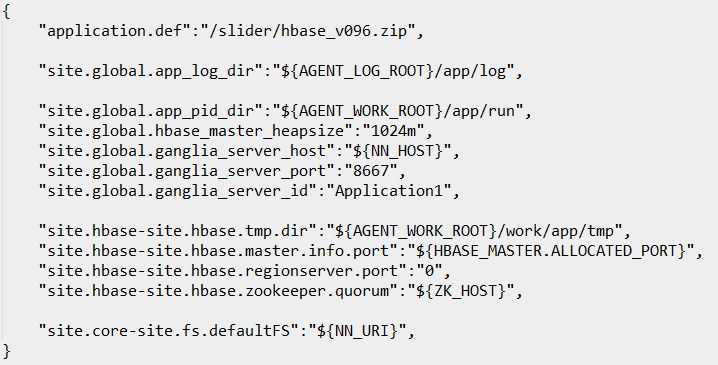 {
"application.def":"/slider/hbase_v096.zip",
"site.global.app_log_dir":"${AGENT_LOG_ROOT}/app/log",
"site.global.app_pid_dir":"${AGENT_WORK_ROOT}/app/run",
"site.global.hbase_master_heapsize":"1024m",
"site.global.ganglia_server_host":"${NN_HOST}",
"site.global.ganglia_server_port":"8667",
"site.global.ganglia_server_id":"Application1",
"site.hbase-site.hbase.tmp.dir":"${AGENT_WORK_ROOT}/work/app/tmp",
"site.hbase-site.hbase.master.info.port":"${HBASE_MASTER.ALLOCATED_PORT}",
"site.hbase-site.hbase.regionserver.port":"0",
"site.hbase-site.hbase.zookeeper.quorum":"${ZK_HOST}",
"site.core-site.fs.defaultFS":"${NN_URI}",
}